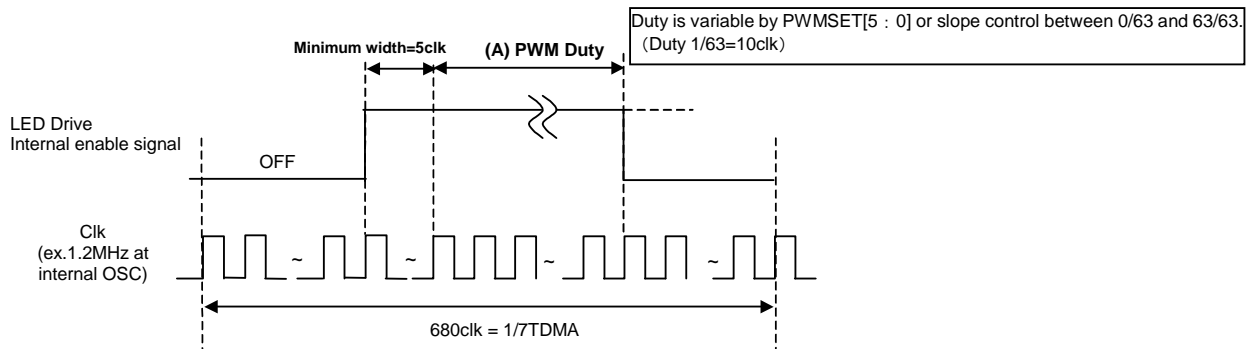 Duty is variable by PWMSET[5 : 0] or slope control between 0/63 and 63/63.
（Duty 1/63=10clk）
Minimum width=5clk
(A) PWM Duty
LED Drive
Internal enable signal
OFF
Clk
(ex.1.2MHz at
internal OSC)
~
~
~
~
680clk = 1/7TDMA